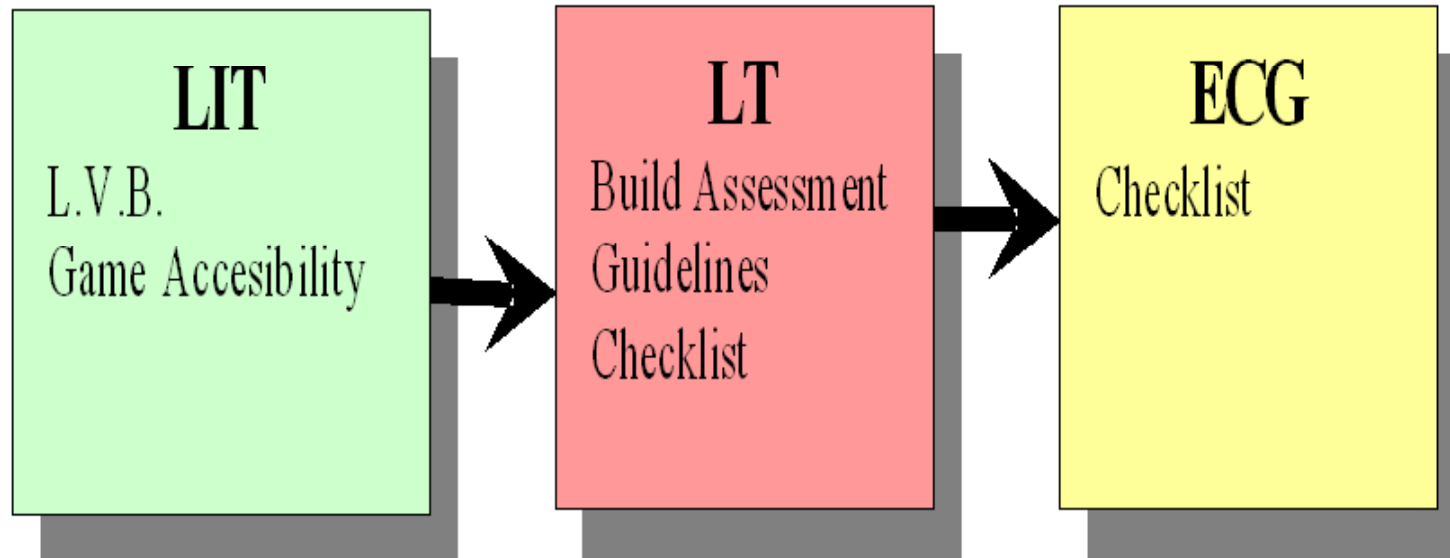 LIT
L.V.B.
Game Accesibility
LT
Build Assessment
Guidelines
Checklist
ECG
Checklist